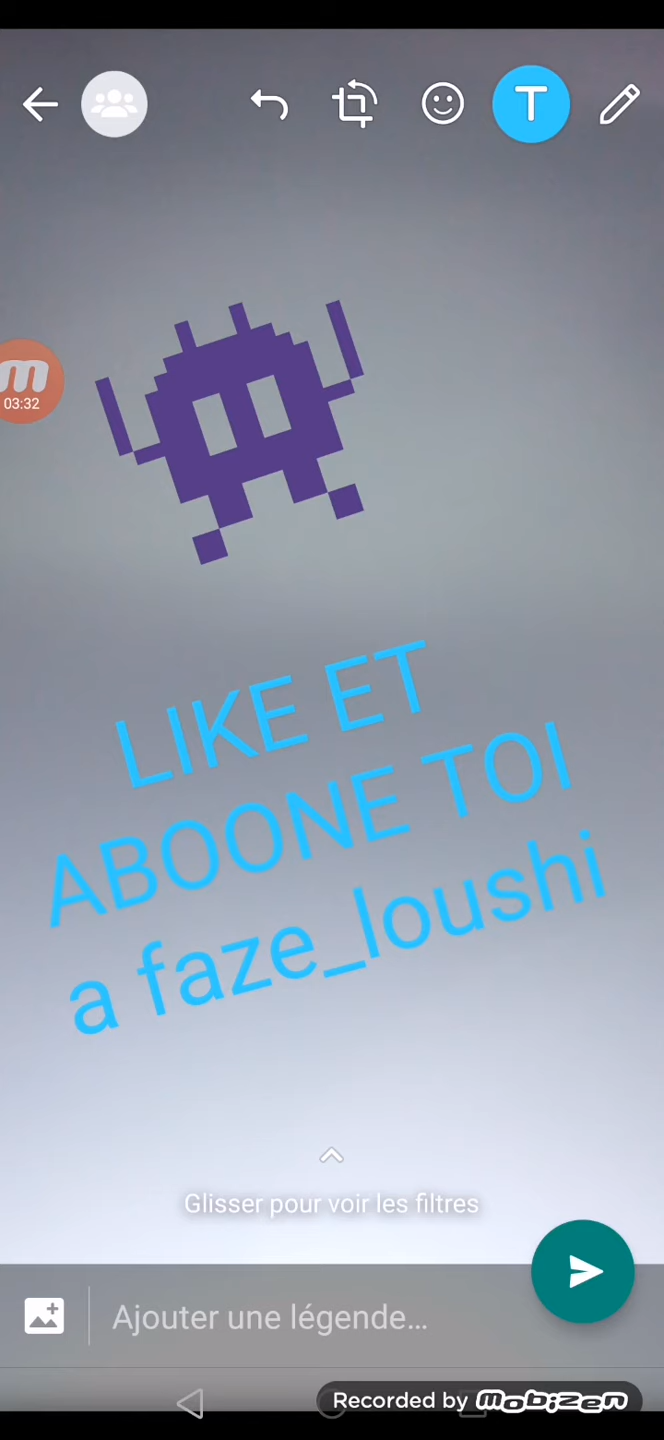 T
m
03:32
LIKE ET
ABOONE TOI
a faze_loushi
Glisser pour voir les filtres
Ajouter une légende...
Recorded by mobizen